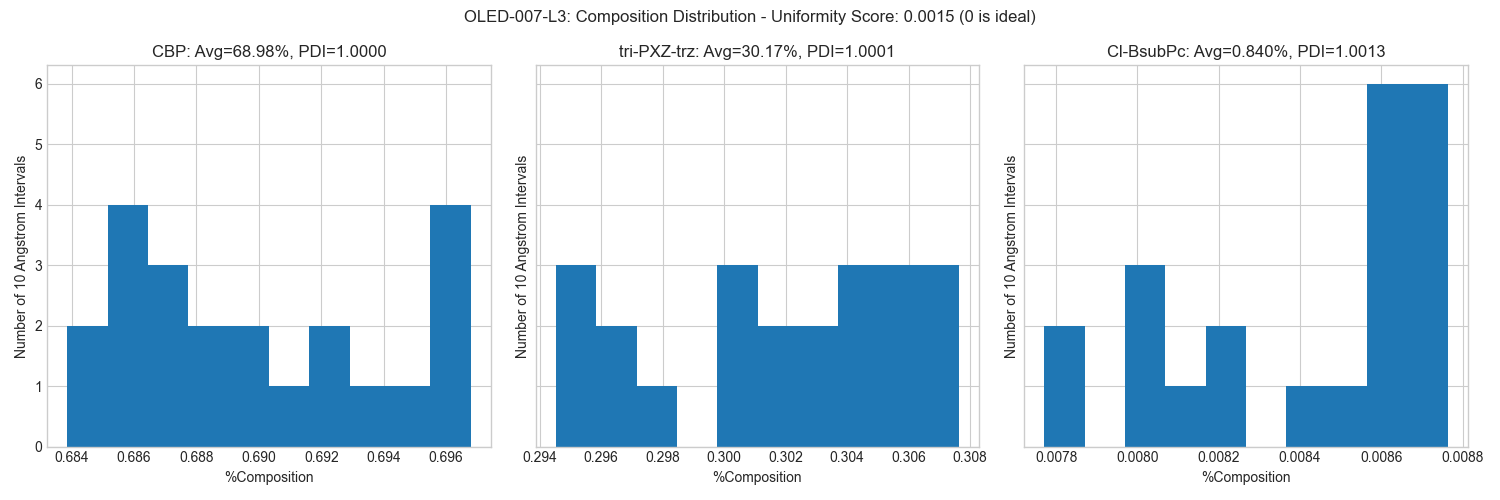 OLED-007-L3: Composition Distribution - Uniformity Score: 0.0015 (0 is ideal)
CBP: Avg=68.98%, PDI=1.0000
6
5
4
3
2
1
0
Number of 10 Angstrom Intervals
0.684 0.686 0.688 0.690 0.692 0.694 0.696
%Composition
tri-PXZ-trz: Avg=30.17%, PDI=1.0001
Number of 10 Angstrom Intervals
0.294 0.296 0.298 0.300 0.302 0.304 0.306 0.308
%Composition
Cl-BsubPc: Avg=0.840%, PDI=1.0013
Number of 10 Angstrom Intervals
0.0078 0.0080 0.0082 0.0084 0.0086 0.0088
%Composition